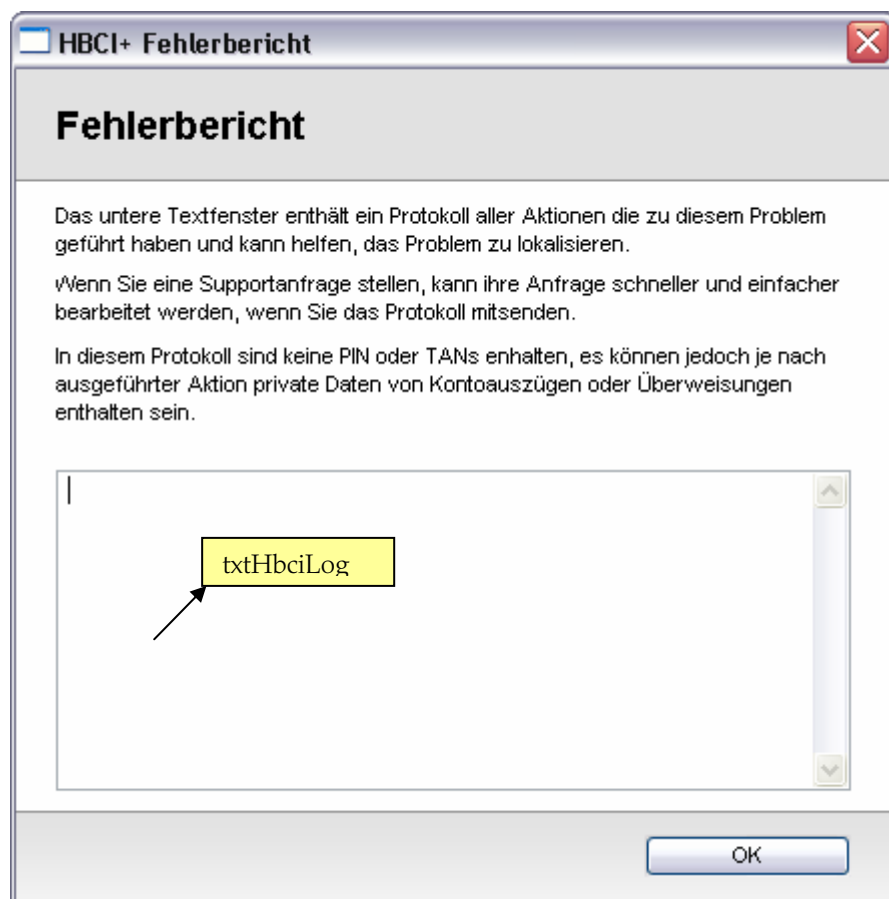 HBCI+ Fehlerbericht
Fehlerbericht
Das untere Textfenster enthält ein Protokoll aller Aktionen die zu diesem Problem
geführt haben und kann helfen, das Problem zu lokalisieren.
Wenn Sie eine Supportanfrage stellen, kann ihre Anfrage schneller und einfacher
bearbeitet werden, wenn Sie das Protokoll mitsenden.
In diesem Protokoll sind keine PIN oder TANs enhalten, es können jedoch je nach
ausgeführter Aktion private Daten von Kontoauszügen oder Überweisungen
enthalten sein.
txtHbciLog
OK